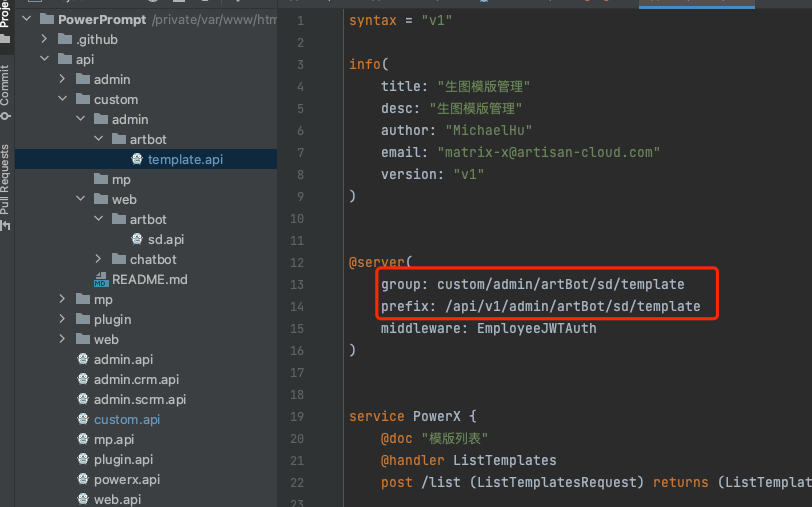 Proje
Commit
Pull Requests
PowerPrompt /private/var/www/htm
.github
api
admin
custom
admin
artbot
template.api
mp
web
artbot
sd.api
chatbot
README.md
mp
plugin
web
admin.api
admin.crm.api
admin.scrm.api
custom.api
mp.api
plugin.api
powerx.api
web.api
1 syntax = "v1"
2
3 info(
4 title: "生图模版管理"
5 desc: "生图模版管理"
6 author: "MichaelHu"
7 email: "matrix-x@artisan-cloud.com"
8 version: "v1"
9 )
10
11
12 @server(
13 group: custom/admin/artBot/sd/template
14 prefix: /api/v1/admin/artBot/sd/template
15 middleware: EmployeeJWTAuth
16 )
17
18
19 service PowerX {
20 @doc "模版列表"
21 @handler ListTemplates
22 post /list (ListTemplatesRequest) returns (ListTemplat
23